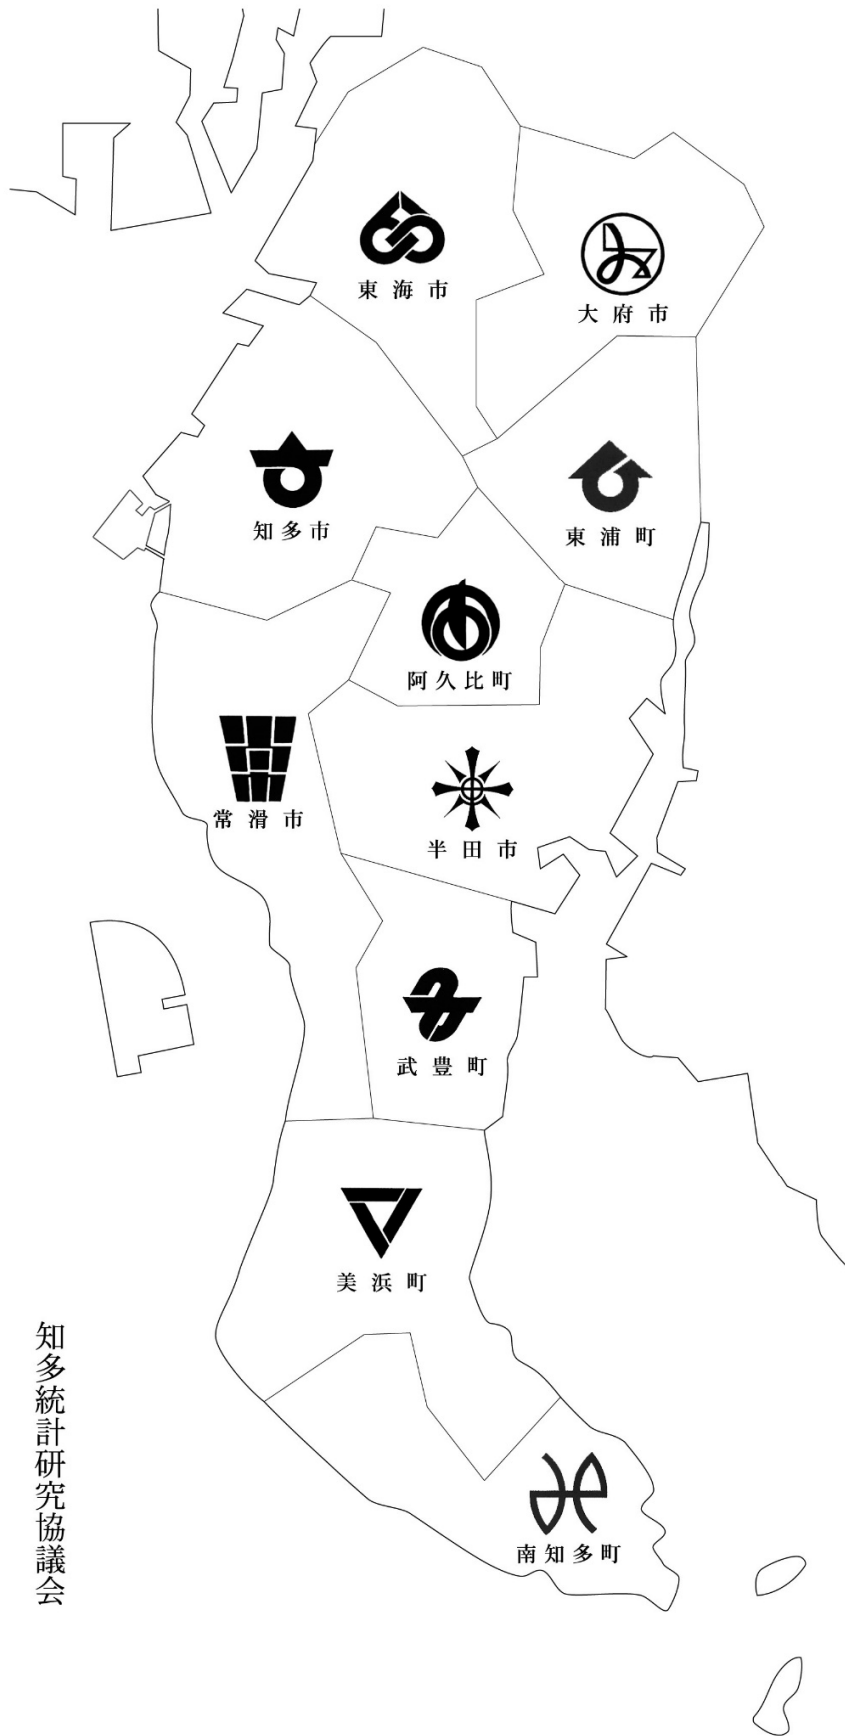 東海市
大府市
知多市
東浦町
阿久比町
常滑市
半田市
武豊町
美浜町
知多統計研究協議会
南知多町